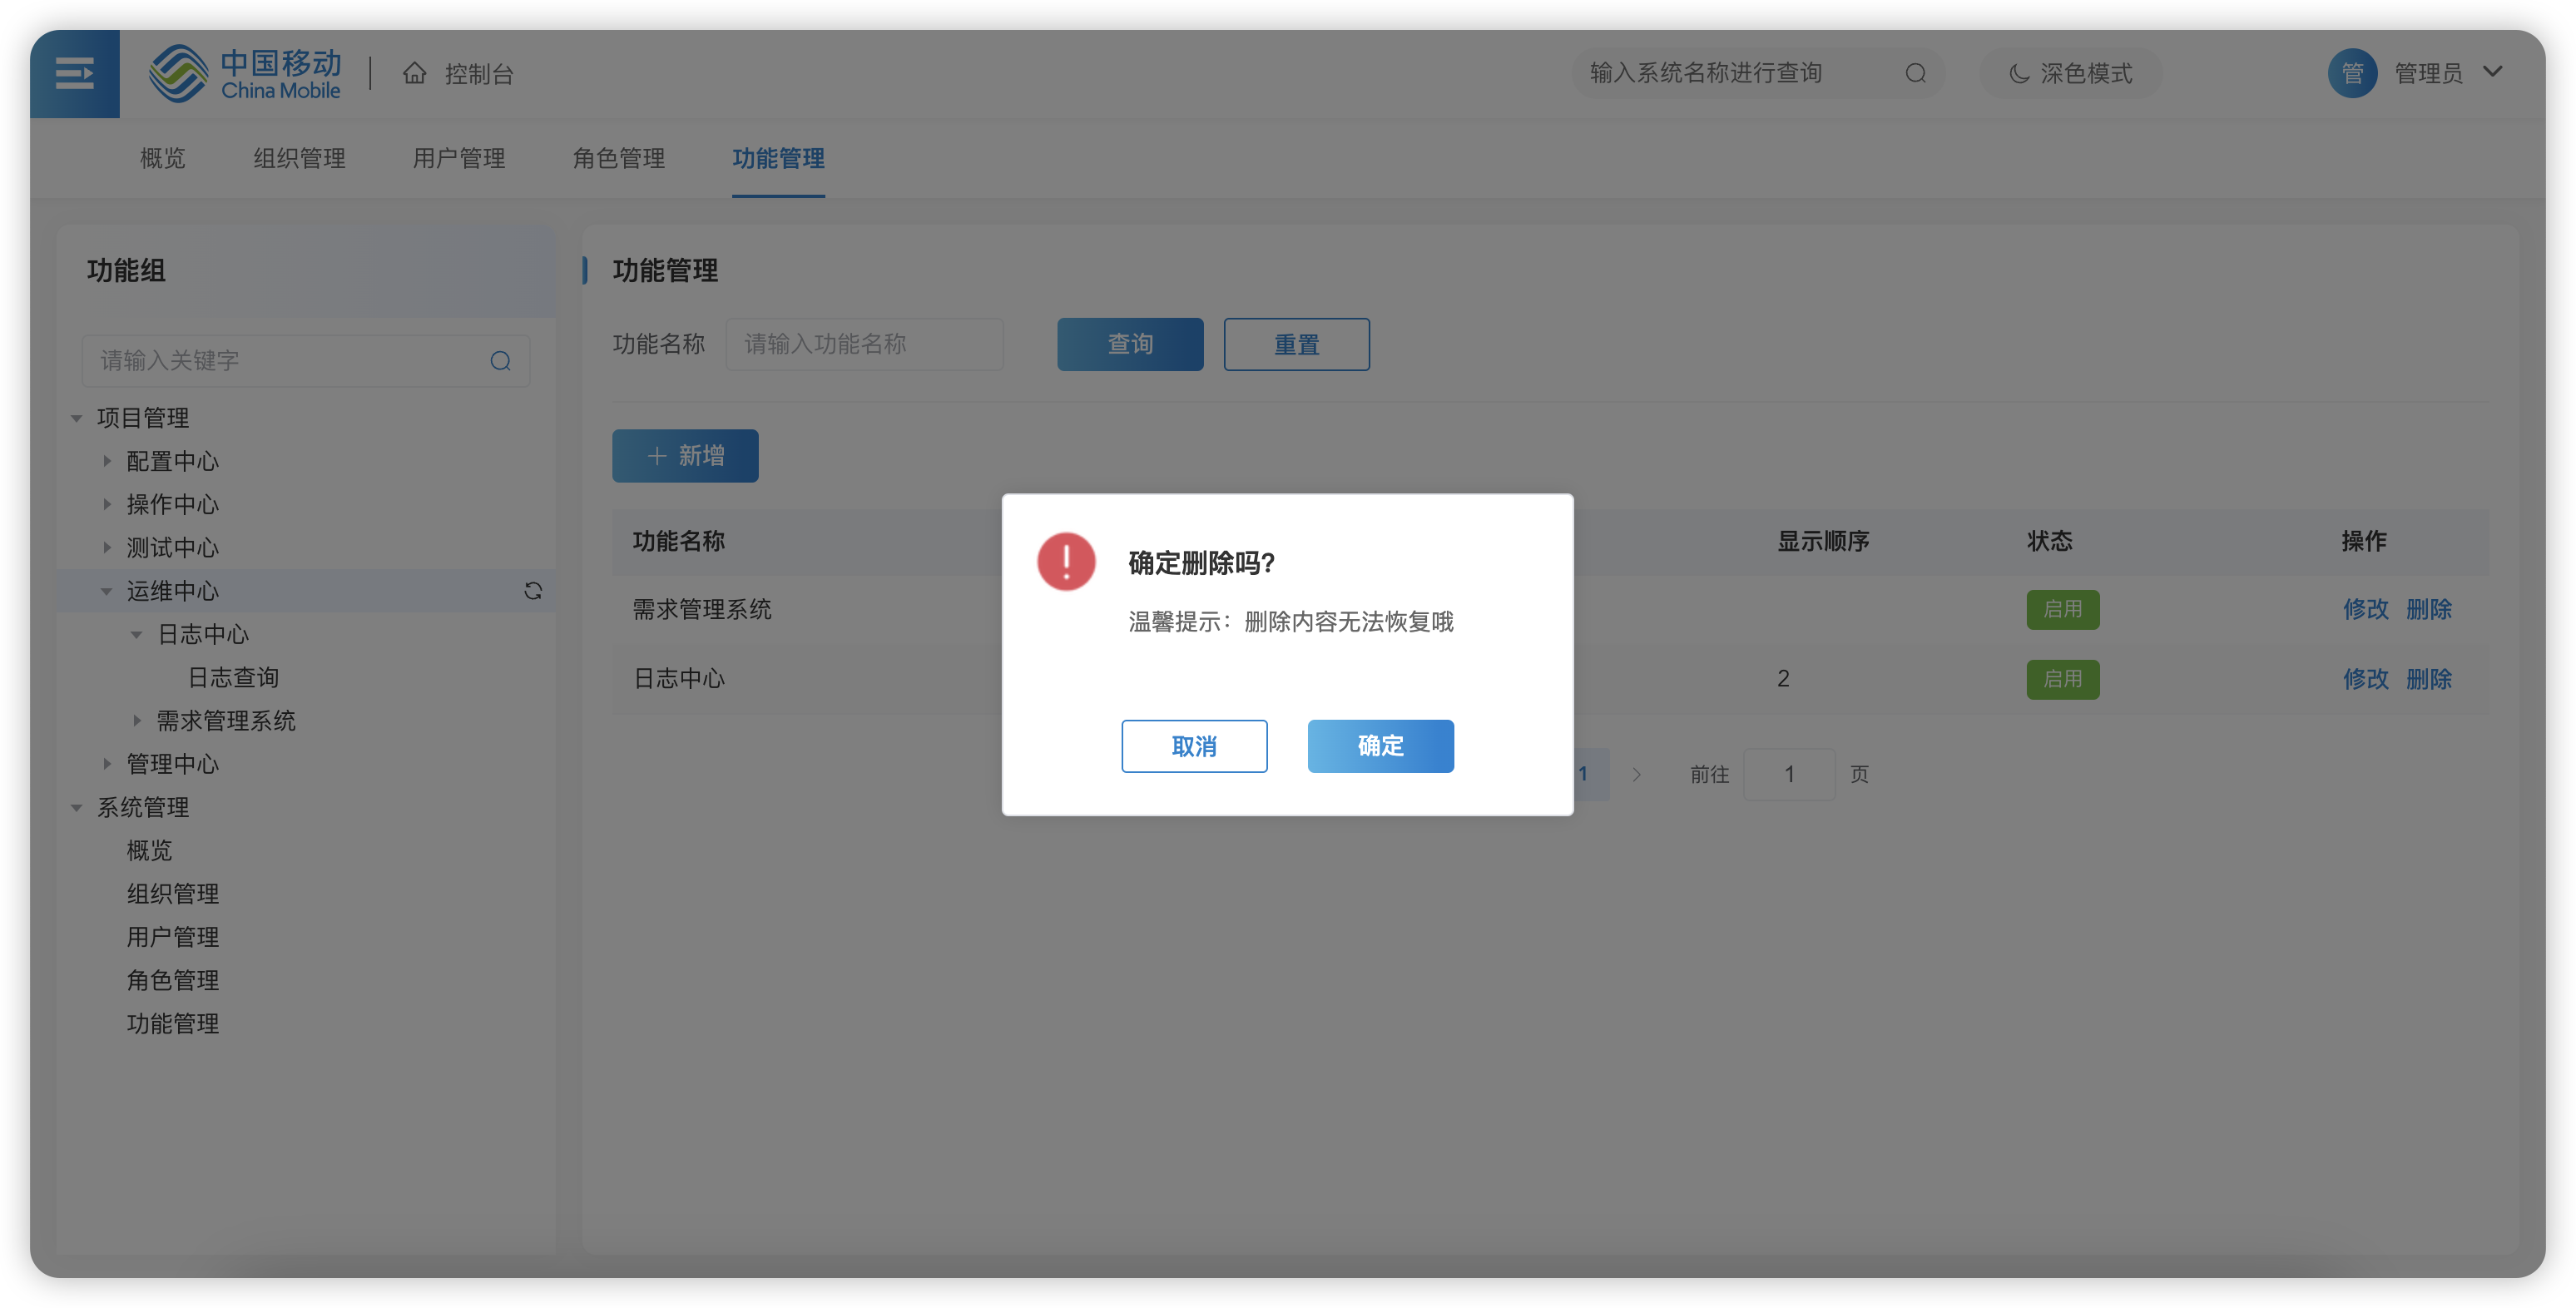 中国移动
China Mobile
控制台
输入系统名称进行查询
深色模式
管
管理员
概览
组织管理
用户管理
角色管理
功能管理
功能组
请输入关键字
项目管理
配置中心
操作中心
测试中心
运维中心
日志中心
日志查询
需求管理系统
管理中心
系统管理
概览
组织管理
用户管理
角色管理
功能管理
功能管理
功能名称 请输入功能名称 查询 重置
+ 新增
功能名称 显示顺序 状态 操作
需求管理系统 启用 修改 删除
日志中心 2 启用 修改 删除
1 前往 1 页
确定删除吗?
温馨提示：删除内容无法恢复哦
取消 确定